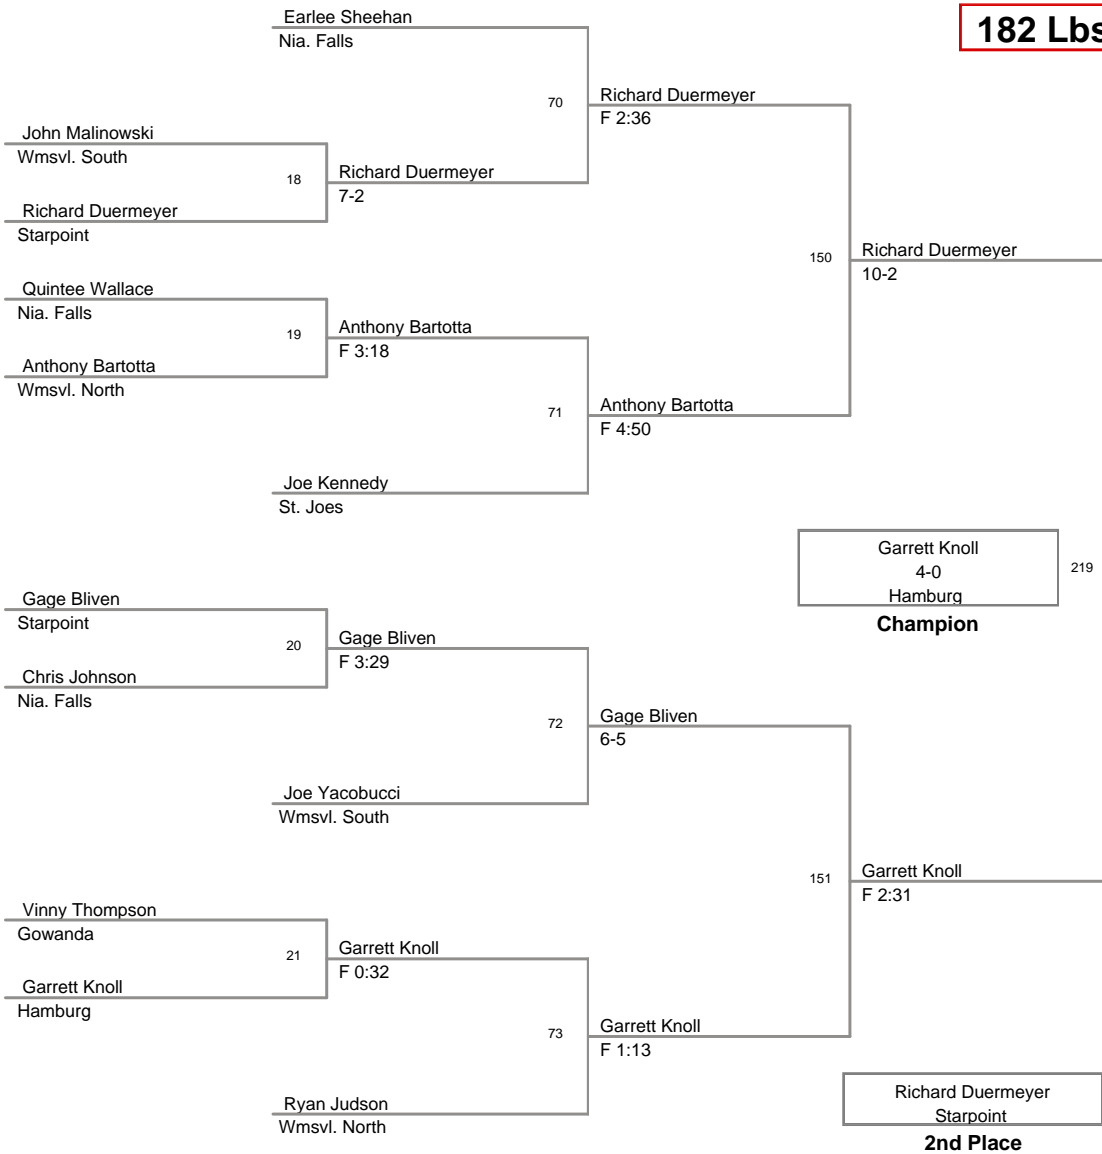 Earlee Sheehan
Nia. Falls
182 Lbs
70
Richard Duermeyer
F 2:36
John Malinowski
Wmsvl. South
18
Richard Duermeyer
7-2
Richard Duermeyer
Starpoint
150
Richard Duermeyer
10-2
Quintee Wallace
Nia. Falls
19
Anthony Bartotta
F 3:18
Anthony Bartotta
Wmsvl. North
71
Anthony Bartotta
F 4:50
Joe Kennedy
St. Joes
Garrett Knoll
4-0
Hamburg
219
Champion
Gage Bliven
Starpoint
20
Gage Bliven
F 3:29
Chris Johnson
Nia. Falls
72
Gage Bliven
6-5
Joe Yacobucci
Wmsvl. South
151
Garrett Knoll
F 2:31
Vinny Thompson
Gowanda
21
Garrett Knoll
F 0:32
Garrett Knoll
Hamburg
73
Garrett Knoll
F 1:13
Ryan Judson
Wmsvl. North
Richard Duermeyer
Starpoint
2nd Place